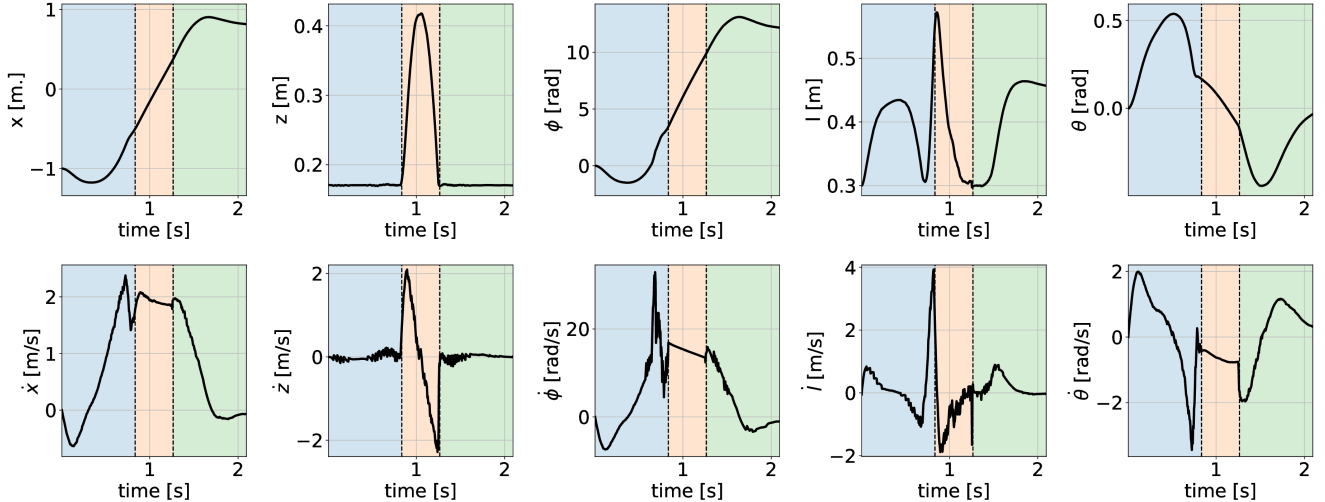 x [m.]
1
0
−1
1
2
time [s]
z [m]
0.4
0.3
0.2
1
2
time [s]
ϕ [rad]
10
5
0
1
2
time [s]
l [m]
0.5
0.4
0.3
1
2
time [s]
θ [rad]
0.5
0.0
1
2
time [s]
ẋ [m/s]
2
1
0
1
2
time [s]
ż [m/s]
2
0
−2
1
2
time [s]
ϕ̇ [rad/s]
20
0
1
2
time [s]
l̇ [m/s]
4
2
0
−2
1
2
time [s]
θ̇ [rad/s]
2
0
−2
1
2
time [s]